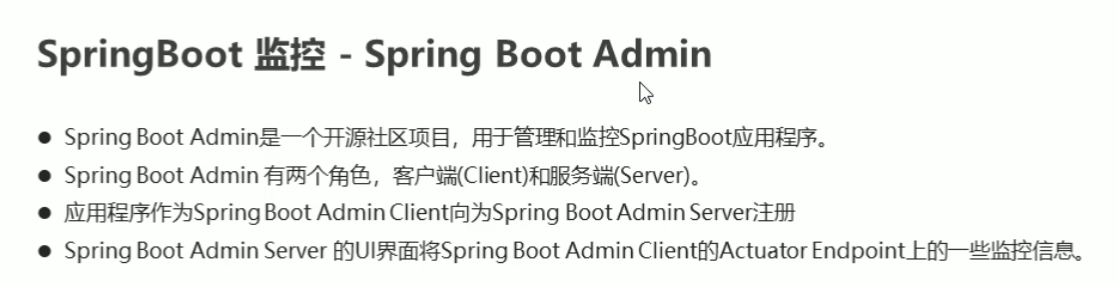 SpringBoot 监控 - Spring Boot Admin
● Spring Boot Admin是一个开源社区项目，用于管理和监控SpringBoot应用程序。
● Spring Boot Admin 有两个角色，客户端(Client)和服务端(Server)。
● 应用程序作为Spring Boot Admin Client向为Spring Boot Admin Server注册
● Spring Boot Admin Server 的UI界面将Spring Boot Admin Client的Actuator Endpoint上的一些监控信息。